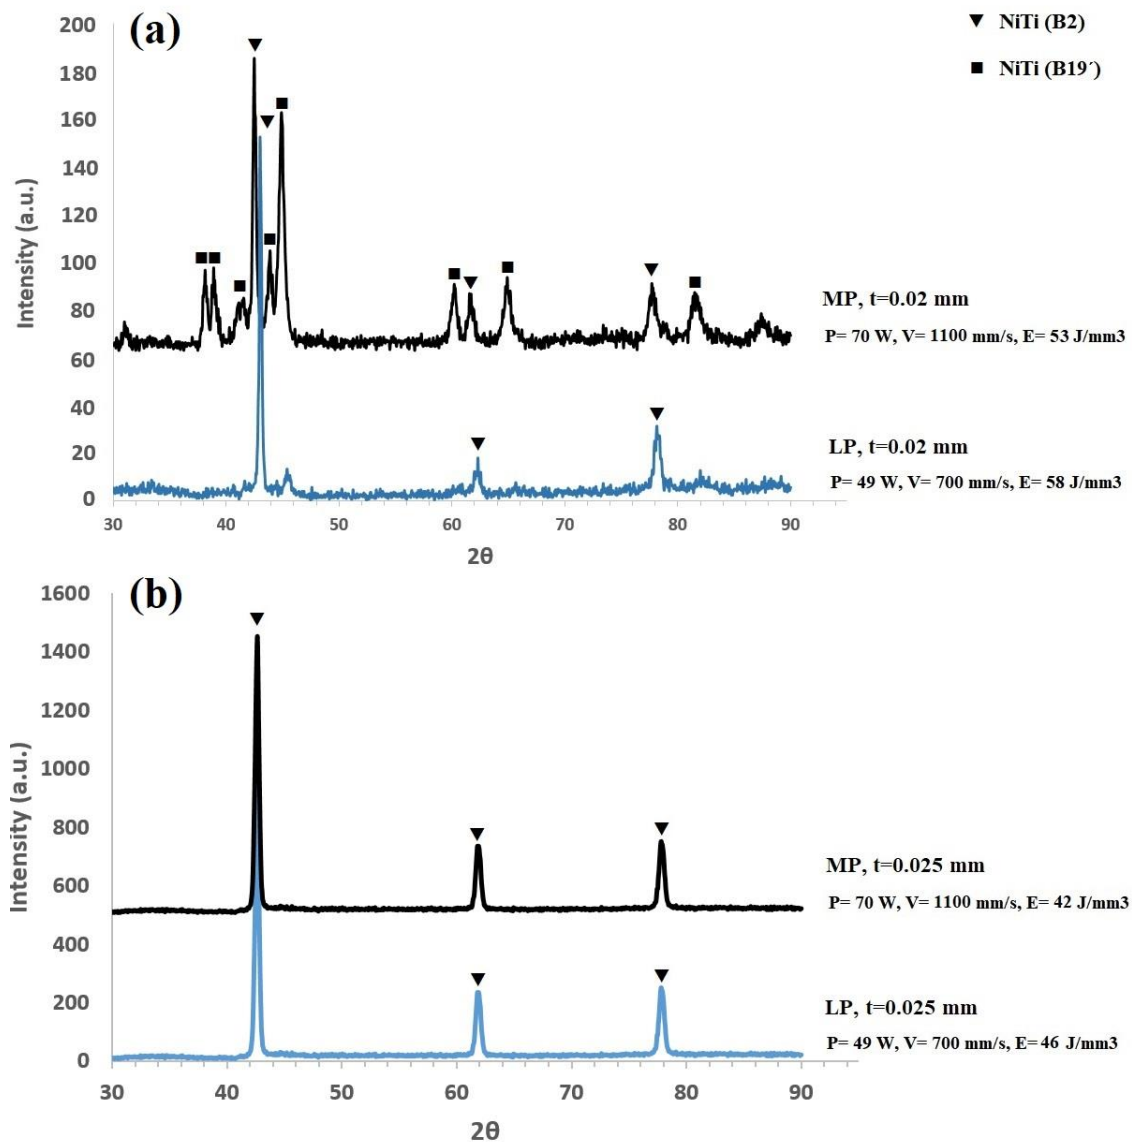 (a)
▼ NiTi (B2)
■ NiTi (B19´)
Intensity (a.u.)
200
180
160
140
120
100
80
60
40
20
0
MP, t=0.02 mm
P= 70 W, V= 1100 mm/s, E= 53 J/mm3
LP, t=0.02 mm
P= 49 W, V= 700 mm/s, E= 58 J/mm3
30 40 50 60 70 80 90
2θ
(b)
Intensity (a.u.)
1600
1400
1200
1000
800
600
400
200
0
MP, t=0.025 mm
P= 70 W, V= 1100 mm/s, E= 42 J/mm3
LP, t=0.025 mm
P= 49 W, V= 700 mm/s, E= 46 J/mm3
30 40 50 60 70 80 90
2θ